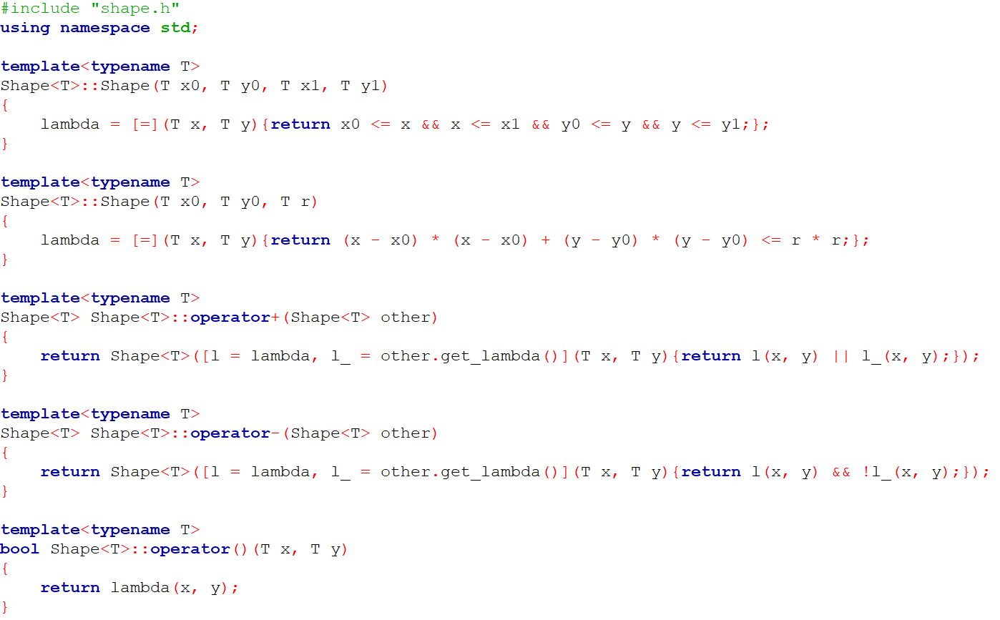 #include "shape.h"
using namespace std;

template<typename T>
Shape<T>::Shape(T x0, T y0, T x1, T y1)
{
    lambda = [=](T x, T y){return x0 <= x && x <= x1 && y0 <= y && y <= y1;};
}

template<typename T>
Shape<T>::Shape(T x0, T y0, T r)
{
    lambda = [=](T x, T y){return (x - x0) * (x - x0) + (y - y0) * (y - y0) <= r * r;};
}

template<typename T>
Shape<T> Shape<T>::operator+(Shape<T> other)
{
    return Shape<T>([l = lambda, l_ = other.get_lambda()](T x, T y){return l(x, y) || l_(x, y);});
}

template<typename T>
Shape<T> Shape<T>::operator-(Shape<T> other)
{
    return Shape<T>([l = lambda, l_ = other.get_lambda()](T x, T y){return l(x, y) && !l_(x, y);});
}

template<typename T>
bool Shape<T>::operator()(T x, T y)
{
    return lambda(x, y);
}